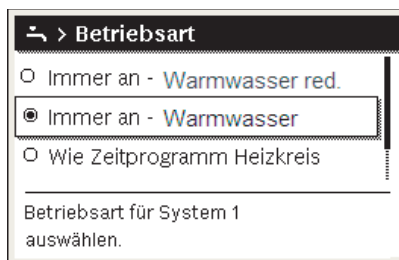 > Betriebsart
Immer an - Warmwasser red.
Immer an - Warmwasser
Wie Zeitprogramm Heizkreis
Betriebsart für System 1
auswählen.